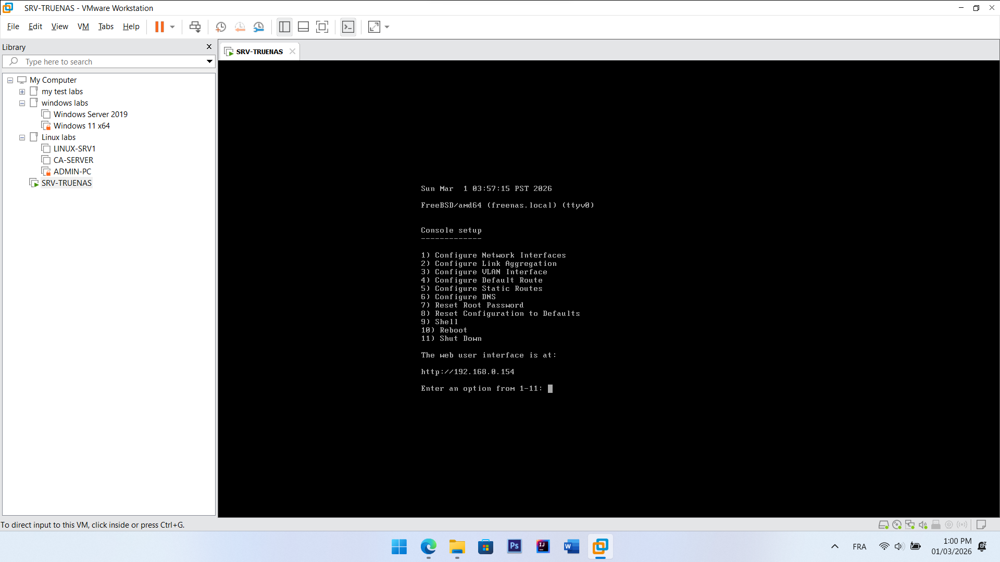 SRV-TRUENAS - VMware Workstation
File Edit View VM Tabs Help
Library
Type here to search
My Computer
my test labs
windows labs
Windows Server 2019
Windows 11 x64
Linux labs
LINUX-SRV1
CA-SERVER
ADMIN-PC
SRV-TRUENAS
SRV-TRUENAS
Sun Mar  1 03:57:15 PST 2026
FreeBSD/amd64 (freenas.local) (ttyv0)
Console setup
-------------
1) Configure Network Interfaces
2) Configure Link Aggregation
3) Configure VLAN Interface
4) Configure Default Route
5) Configure Static Routes
6) Configure DNS
7) Reset Root Password
8) Reset Configuration to Defaults
9) Shell
10) Reboot
11) Shut Down
The web user interface is at:
http://192.168.0.154
Enter an option from 1-11:
To direct input to this VM, click inside or press Ctrl+G.
Ps
IJ
W
FRA
1:00 PM
01/03/2026